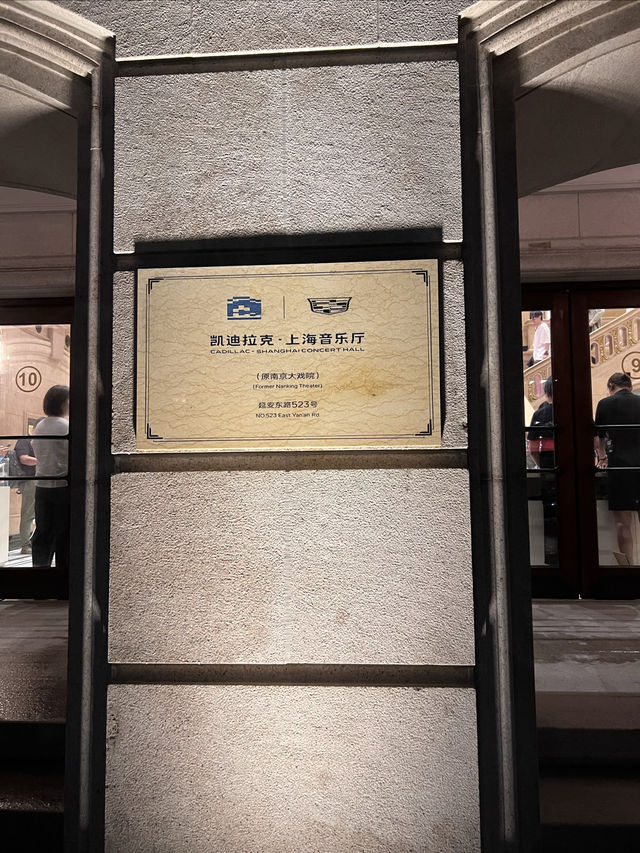 凯迪拉克·上海音乐厅
CADILLAC·SHANGHAI CONCERT HALL
(原南京大戏院)
(Former Nanking Theater)
延安东路523号
NO.523 East Yan'an Rd.
10
9